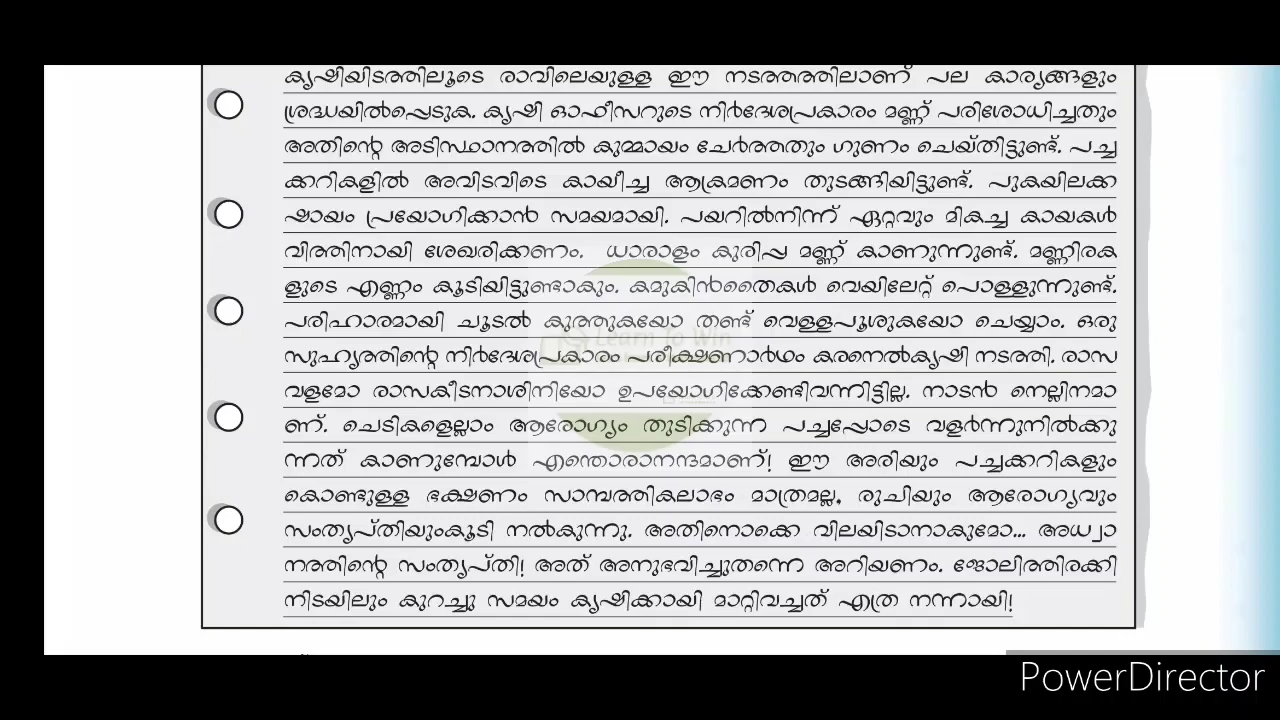 കൃഷിയിടത്തിലൂടെ രാവിലെയുള്ള ഈ നടത്തത്തിലാണ് പല കാര്യങ്ങളും
ശ്രദ്ധയിൽപ്പെടുക. കൃഷി ഓഫീസറുടെ നിർദേശപ്രകാരം മണ്ണ് പരിശോധിച്ചതും
അതിന്റെ അടിസ്ഥാനത്തിൽ കുമ്മായം ചേർത്തതും ഗുണം ചെയ്തിട്ടുണ്ട്. പച്ച
ക്കറികളിൽ അവിടവിടെ കായീച്ച ആക്രമണം തുടങ്ങിയിട്ടുണ്ട്. പുകയിലക്ക
ഷായം പ്രയോഗിക്കാൻ സമയമായി. പയറിൽനിന്ന് ഏറ്റവും മികച്ച കായകൾ
വിത്തിനായി ശേഖരിക്കണം. ധാരാളം കുരിപ്പ മണ്ണ് കാണുന്നുണ്ട്. മണ്ണിരക
ളുടെ എണ്ണം കൂടിയിട്ടുണ്ടാകും. കമുകിൻതൈകൾ വെയിലേറ്റ് പൊള്ളുന്നുണ്ട്.
പരിഹാരമായി ചൂടൽ കുത്തുകയോ തണ്ട് വെള്ളപൂശുകയോ ചെയ്യാം. ഒരു
സുഹൃത്തിന്റെ നിർദേശപ്രകാരം പരീക്ഷണാർഥം കരനെൽകൃഷി നടത്തി. രാസ
വളമോ രാസകീടനാശിനിയോ ഉപയോഗിക്കേണ്ടിവന്നിട്ടില്ല. നാടൻ നെല്ലിനമാ
ണ്. ചെടികളെല്ലാം ആരോഗ്യം തുടിക്കുന്ന പച്ചപ്പോടെ വളർന്നുനിൽക്കു
ന്നത് കാണുമ്പോൾ എന്തൊരാനന്ദമാണ്! ഈ അരിയും പച്ചക്കറികളും
കൊണ്ടുള്ള ഭക്ഷണം സാമ്പത്തികലാഭം മാത്രമല്ല, രുചിയും ആരോഗ്യവും
സംതൃപ്തിയുംകൂടി നൽകുന്നു. അതിനൊക്കെ വിലയിടാനാകുമോ... അധ്വാ
നത്തിന്റെ സംതൃപ്തി! അത് അനുഭവിച്ചുതന്നെ അറിയണം. ജോലിത്തിരക്കി
നിടയിലും കുറച്ചു സമയം കൃഷിക്കായി മാറ്റിവച്ചത് എത്ര നന്നായി!
Learn To Win
PowerDirector